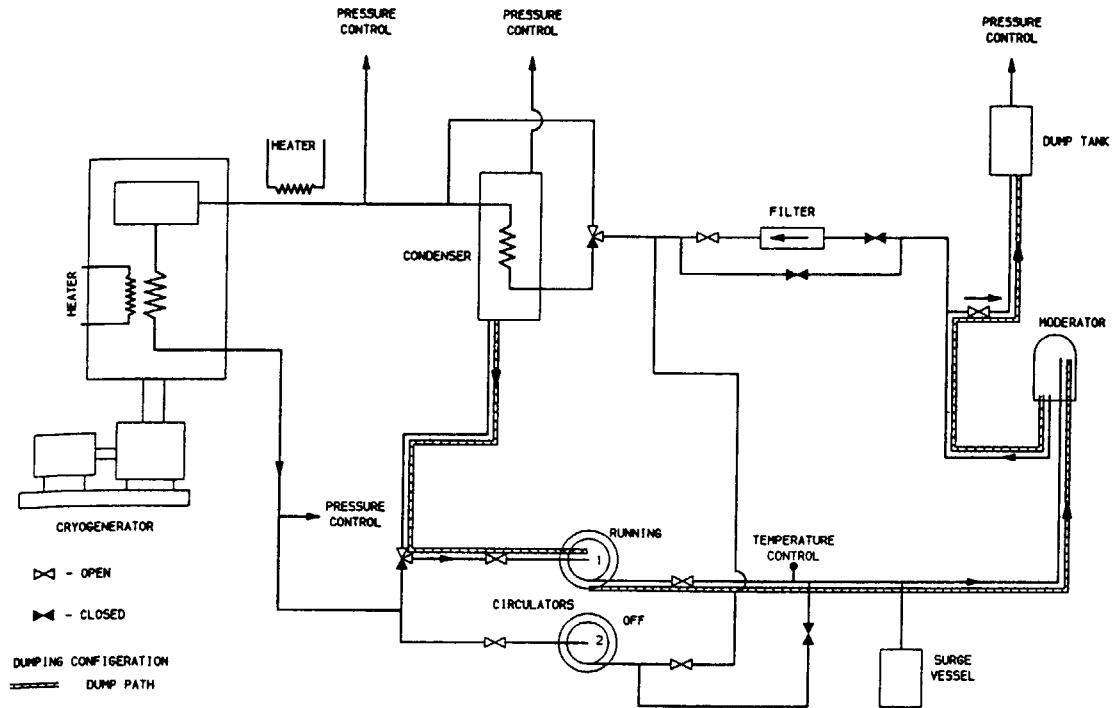 PRESSURE
CONTROL
PRESSURE
CONTROL
PRESSURE
CONTROL
HEATER
DUMP TANK
FILTER
CONDENSER
HEATER
MODERATOR
PRESSURE
CONTROL
CRYOGENERATOR
RUNNING
1
TEMPERATURE
CONTROL
- OPEN
CIRCULATORS
OFF
- CLOSED
2
DUMPING CONFIGERATION
DUMP PATH
SURGE
VESSEL